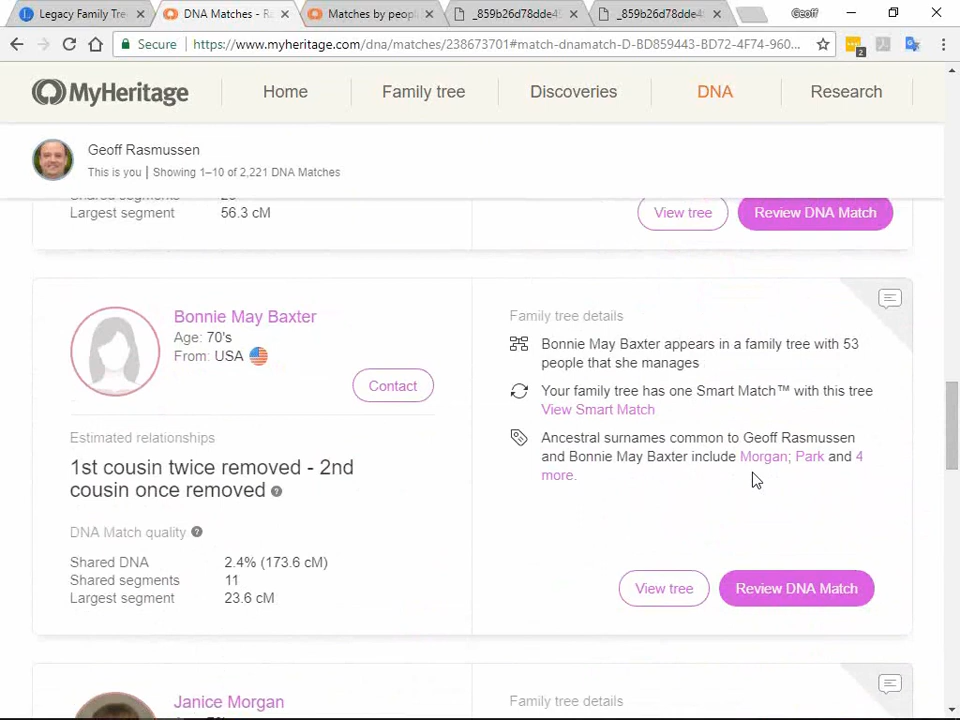 Legacy Family Tre
DNA Matches - Ra
Matches by peopl
_859b26d78dde45
_859b26d78dde45
Geoff
Secure
https://www.myheritage.com/dna/matches/238673701#match-dnamatch-D-BD859443-BD72-4F74-960...
2
MyHeritage
Home
Family tree
Discoveries
DNA
Research
Geoff Rasmussen
This is you | Showing 1–10 of 2,221 DNA Matches
Largest segment 56.3 cM
View tree
Review DNA Match
Bonnie May Baxter
Age: 70's
From: USA
Contact
Estimated relationships
1st cousin twice removed - 2nd
cousin once removed ?
DNA Match quality ?
Shared DNA 2.4% (173.6 cM)
Shared segments 11
Largest segment 23.6 cM
Family tree details
Bonnie May Baxter appears in a family tree with 53
people that she manages
Your family tree has one Smart Match™ with this tree
View Smart Match
Ancestral surnames common to Geoff Rasmussen
and Bonnie May Baxter include Morgan; Park and 4
more.
View tree
Review DNA Match
Janice Morgan
Family tree details